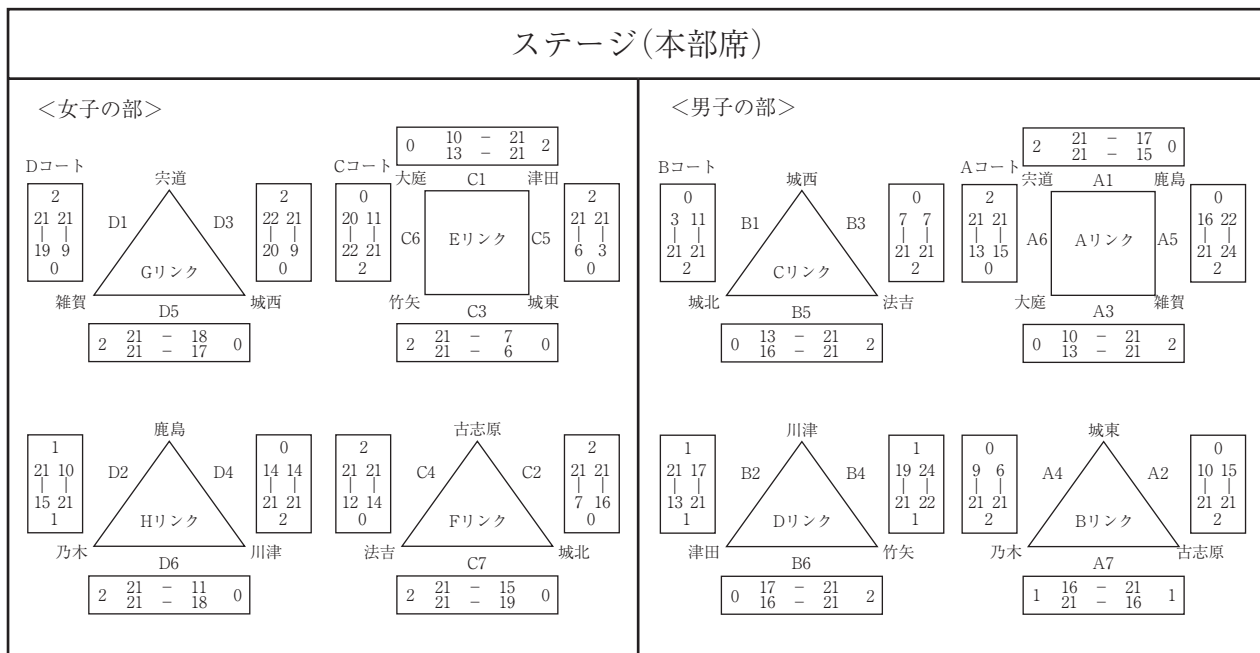 ステージ(本部席)
<女子の部>
Dコート
宍道
2
21 21
19 9
0
D1
D3
2
22 21
20 9
0
Gリンク
雑賀
城西
D5
2 21 - 18 0
21 - 17
Cコート
0 10 - 21 2
13 - 21
大庭
C1
津田
0
20 11
22 21
2
C6
Eリンク
C5
2
21 21
6 3
0
竹矢
城東
C3
2 21 - 7 0
21 - 6
鹿島
1
21 10
15 21
1
D2
D4
0
14 14
21 21
2
Hリンク
乃木
川津
D6
2 21 - 11 0
21 - 18
古志原
2
21 21
12 14
0
C4
C2
2
21 21
7 16
0
Fリンク
法吉
城北
C7
2 21 - 15 0
21 - 19
<男子の部>
Bコート
城西
0
3 11
21 21
2
B1
B3
0
7 7
21 21
2
Cリンク
城北
法吉
B5
0 13 - 21 2
16 - 21
Aコート
2 21 - 17 0
21 - 15
宍道
A1
鹿島
2
21 21
13 15
0
A6
Aリンク
A5
0
16 22
21 24
2
大庭
雑賀
A3
0 10 - 21 2
13 - 21
川津
1
21 17
13 21
1
B2
B4
1
19 24
21 22
1
Dリンク
津田
竹矢
B6
0 17 - 21 2
16 - 21
城東
0
9 6
21 21
2
A4
A2
0
10 15
21 21
2
Bリンク
乃木
古志原
A7
1 16 - 21 1
21 - 16